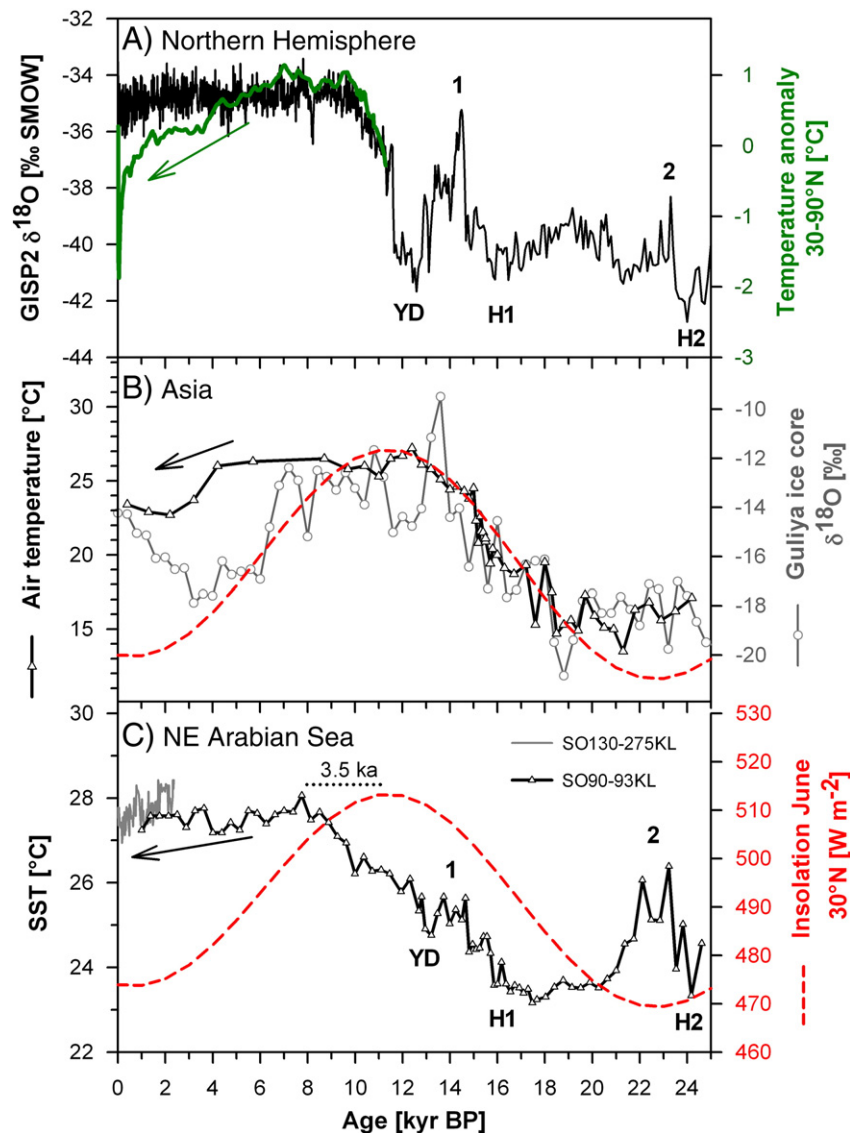 A) Northern Hemisphere
GISP2 δ18O [‰ SMOW]
-32
-34
-36
-38
-40
-42
-44
1
2
YD
H1
H2
1
0
-1
-2
-3
Temperature anomaly
30-90°N [°C]
B) Asia
Air temperature [°C]
30
25
20
15
-10
-12
-14
-16
-18
-20
Guliya ice core
δ18O [‰]
C) NE Arabian Sea
SST [°C]
30
28
26
24
22
3.5 ka
SO130-275KL
SO90-93KL
1
2
YD
H1
H2
530
520
510
500
490
480
470
460
Insolation June
30°N [W m-2]
0 2 4 6 8 10 12 14 16 18 20 22 24
Age [kyr BP]